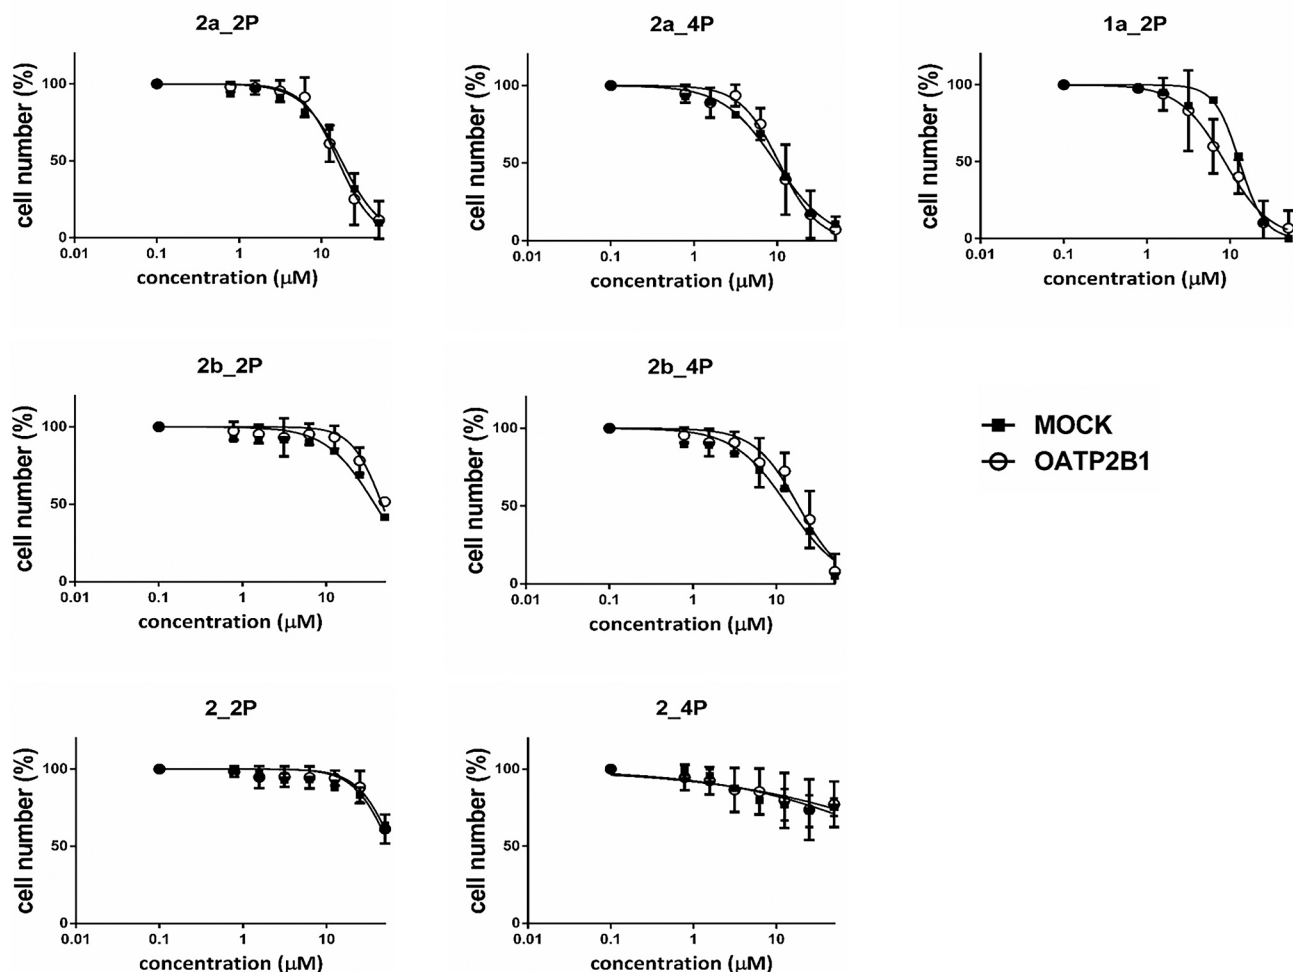 2a_2P
cell number (%)
100
50
0
0.01 0.1 1 10
concentration (μM)
2a_4P
cell number (%)
100
50
0
0.01 0.1 1 10
concentration (μM)
1a_2P
cell number (%)
100
50
0
0.01 0.1 1 10
concentration (μM)
2b_2P
cell number (%)
100
50
0
0.01 0.1 1 10
concentration (μM)
2b_4P
cell number (%)
100
50
0
0.01 0.1 1 10
concentration (μM)
MOCK
OATP2B1
2_2P
cell number (%)
100
50
0
0.01 0.1 1 10
concentration (μM)
2_4P
cell number (%)
100
50
0
0.01 0.1 1 10
concentration (μM)